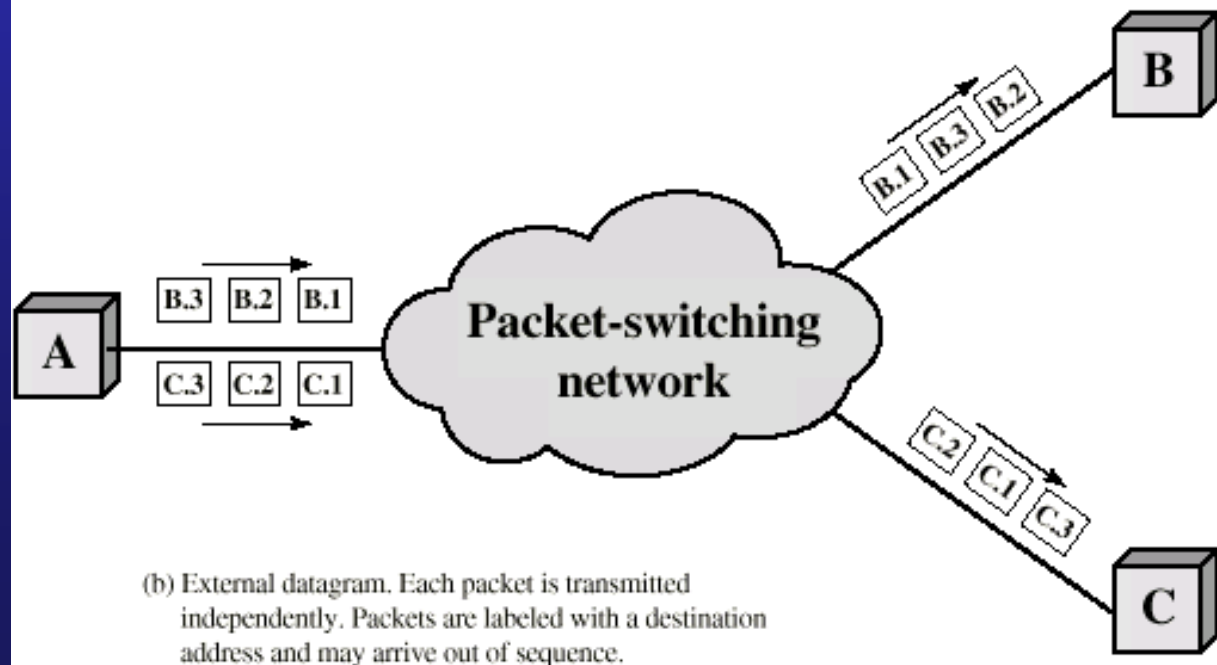 B
B.1 B.3 B.2
B.3 B.2 B.1
A
Packet-switching
network
C.3 C.2 C.1
C.2 C.1 C.3
C
(b) External datagram. Each packet is transmitted
independently. Packets are labeled with a destination
address and may arrive out of sequence.